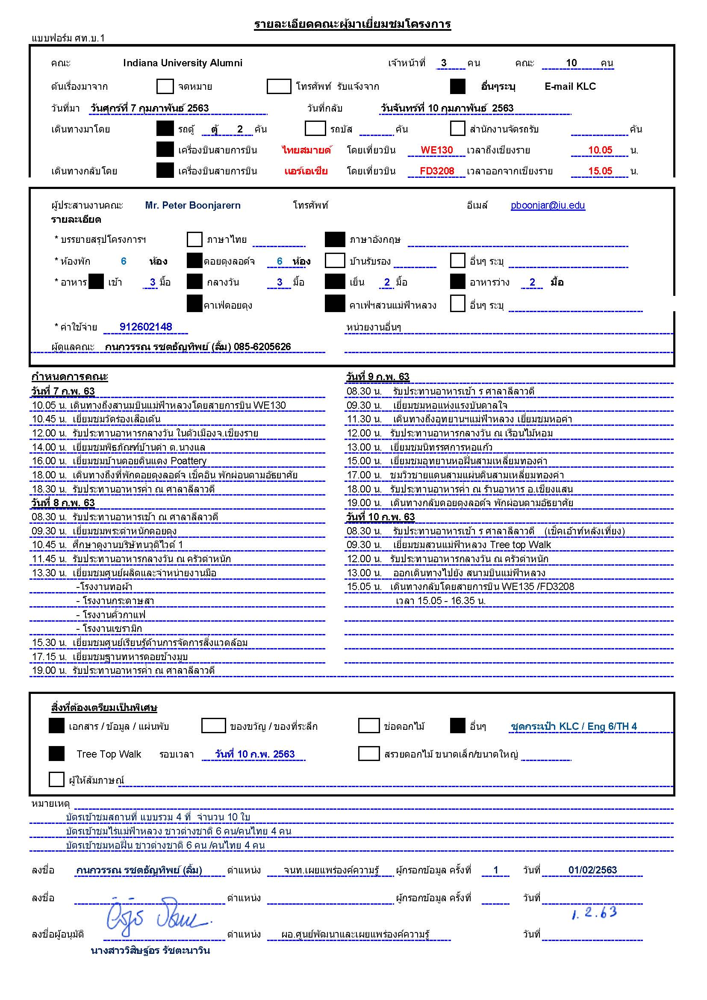 รายละเอียดคณะผู้มาเยี่ยมชมโครงการ
แบบฟอร์ม ศท.บ.1
คณะ Indiana University Alumni เจ้าหน้าที่ 3 คน คณะ 10 คน
ต้นเรื่องมาจาก จดหมาย โทรศัพท์ รับแจ้งจาก อื่นๆระบุ E-mail KLC
วันที่มา วันศุกร์ที่ 7 กุมภาพันธ์ 2563 วันที่กลับ วันจันทร์ที่ 10 กุมภาพันธ์ 2563
เดินทางมาโดย รถตู้ ตู้ 2 คัน รถบัส คัน สำนักงานจัดรถรับ คัน
เครื่องบินสายการบิน ไทยสมายด์ โดยเที่ยวบิน WE130 เวลาถึงเชียงราย 10.05 น.
เดินทางกลับโดย เครื่องบินสายการบิน แอร์เอเชีย โดยเที่ยวบิน FD3208 เวลาออกจากเชียงราย 15.05 น.
ผู้ประสานงานคณะ Mr. Peter Boonjarern โทรศัพท์ อีเมล์ pboonjar@iu.edu
รายละเอียด
* บรรยายสรุปโครงการฯ ภาษาไทย ภาษาอังกฤษ
* ห้องพัก 6 ห้อง ดอยตุงลอด์จ 6 ห้อง บ้านรับรอง อื่นๆ ระบุ
* อาหาร เช้า 3 มื้อ กลางวัน 3 มื้อ เย็น 2 มื้อ อาหารว่าง 2 มื้อ
คาเฟ่ดอยตุง คาเฟ่ฯสวนแม่ฟ้าหลวง อื่นๆ ระบุ
* ค่าใช้จ่าย 912602148 หน่วยงานอื่นๆ
ผู้ดูแลคณะ กนกวรรณ รชตธัญทิพย์ (ลิ้ม) 085-6205626
กำหนดการคณะ
วันที่ 7 ก.พ. 63
10.05 น. เดินทางถึงสานมบินแม่ฟ้าหลวงโดยสายการบิน WE130
10.45 น. เยี่ยมชมวัดร่องเสือเต้น
12.00 น. รับประทานอาหารกลางวัน ในตัวเมืองจ.เชียงราย
14.00 น. เยี่ยมชมพิธภัณฑ์บ้านดำ ต.นางแล
16.00 น. เยี่ยมชมบ้านดอยดินแดง Poattery
18.00 น. เดินทางถึงที่พักดอยตุงลอด์จ เช็คอิน พักผ่อนตามอัธยาศัย
18.30 น. รับประทานอาหารค่ำ ณ ศาลาลีลาวดี
วันที่ 8 ก.พ. 63
08.30 น. รับประทานอาหารเช้า ณ ศาลาลีลาวดี
09.30 น. เยี่ยมชมพระตำหนักดอยตุง
10.45 น. ศึกษาดูงานบริษัทนวุติไวต์ 1
11.45 น. รับประทานอาหารกลางวัน ณ ครัวตำหนัก
13.30 น. เยี่ยมชมศูนย์ผลิตและจำหน่ายงานมือ
-โรงงานทอผ้า
- โรงงานกระดาษสา
- โรงงานคั่วกาแฟ
- โรงงานเซรามิก
15.30 น. เยี่ยมชมศูนย์เรียนรู้ด้านการจัดการสิ่งแวดล้อม
17.15 น. เยี่ยมชมฐานทหารดอยช้างมูบ
19.00 น. รับประทานอาหารค่ำ ณ ศาลาลีลาวดี
วันที่ 9 ก.พ. 63
08.30 น. รับประทานอาหารเช้า ร ศาลาลีลาวดี
09.30 น. เยี่ยมชมหอแห่งแรงบันดาลใจ
11.30 น. เดินทางถึงอุทยานฯแม่ฟ้าหลวง เยี่ยมชมหอคำ
12.00 น. รับประทานอาหารกลางวัน ณ เรือนไม้หอม
13.00 น. เยี่ยมชมนิทรรศการหอแก้ว
15.00 น. เยี่ยมชมอุทยานหอฝิ่นสามเหลี่ยมทองคำ
17.00 น. ชมวิวชายแดนสามแผ่นดินสามเหลี่ยมทองคำ
18.00 น. รับประทานอาหารค่ำ ณ ร้านอาหาร อ.เชียงแสน
19.00 น. เดินทางกลับดอยตุงลอด์จ พักผ่อนตามอัธยาศัย
วันที่ 10 ก.พ. 63
08.30 น. รับประทานอาหารเช้า ร ศาลาลีลาวดี (เช็คเอ้าท์หลังเที่ยง)
09.30 น. เยี่ยมชมสวนแม่ฟ้าหลวง Tree top Walk
12.00 น. รับประทานอาหารกลางวัน ณ ครัวตำหนัก
13.00 น. ออกเดินทางไปยัง สนามบินแม่ฟ้าหลวง
15.05 น. เดินทางกลับโดยสายการบิน WE135 /FD3208
เวลา 15.05 - 16.35 น.
สิ่งที่ต้องเตรียมเป็นพิเศษ
เอกสาร / ข้อมูล / แผ่นพับ ของขวัญ / ของที่ระลึก ช่อดอกไม้ อื่นๆ ชุดกระเป๋า KLC / Eng 6/TH 4
Tree Top Walk รอบเวลา วันที่ 10 ก.พ. 2563 สรวยดอกไม้ ขนาดเล็ก/ขนาดใหญ่
ผู้ให้สัมภาษณ์
หมายเหตุ
บัตรเข้าชมสถานที่ แบบรวม 4 ที่ จำนวน 10 ใบ
บัตรเข้าชมไร่แม่ฟ้าหลวง ชาวต่างชาติ 6 คน/คนไทย 4 คน
บัตรเข้าชมหอฝิ่น ชาวต่างชาติ 6 คน /คนไทย 4 คน
ลงชื่อ กนกวรรณ รชตธัญทิพย์ (ลิ้ม) ตำแหน่ง จนท.เผยแพร่องค์ความรู้ ผู้กรอกข้อมูล ครั้งที่ 1 วันที่ 01/02/2563
ลงชื่อ ตำแหน่ง ผู้กรอกข้อมูล ครั้งที่ วันที่
1.2.63
ลงชื่อผู้อนุมัติ ตำแหน่ง ผอ.ศูนย์พัฒนาและเผยแพร่องค์ความรู้ วันที่
นางสาววิสิษฐ์อร รัชตะนาวิน